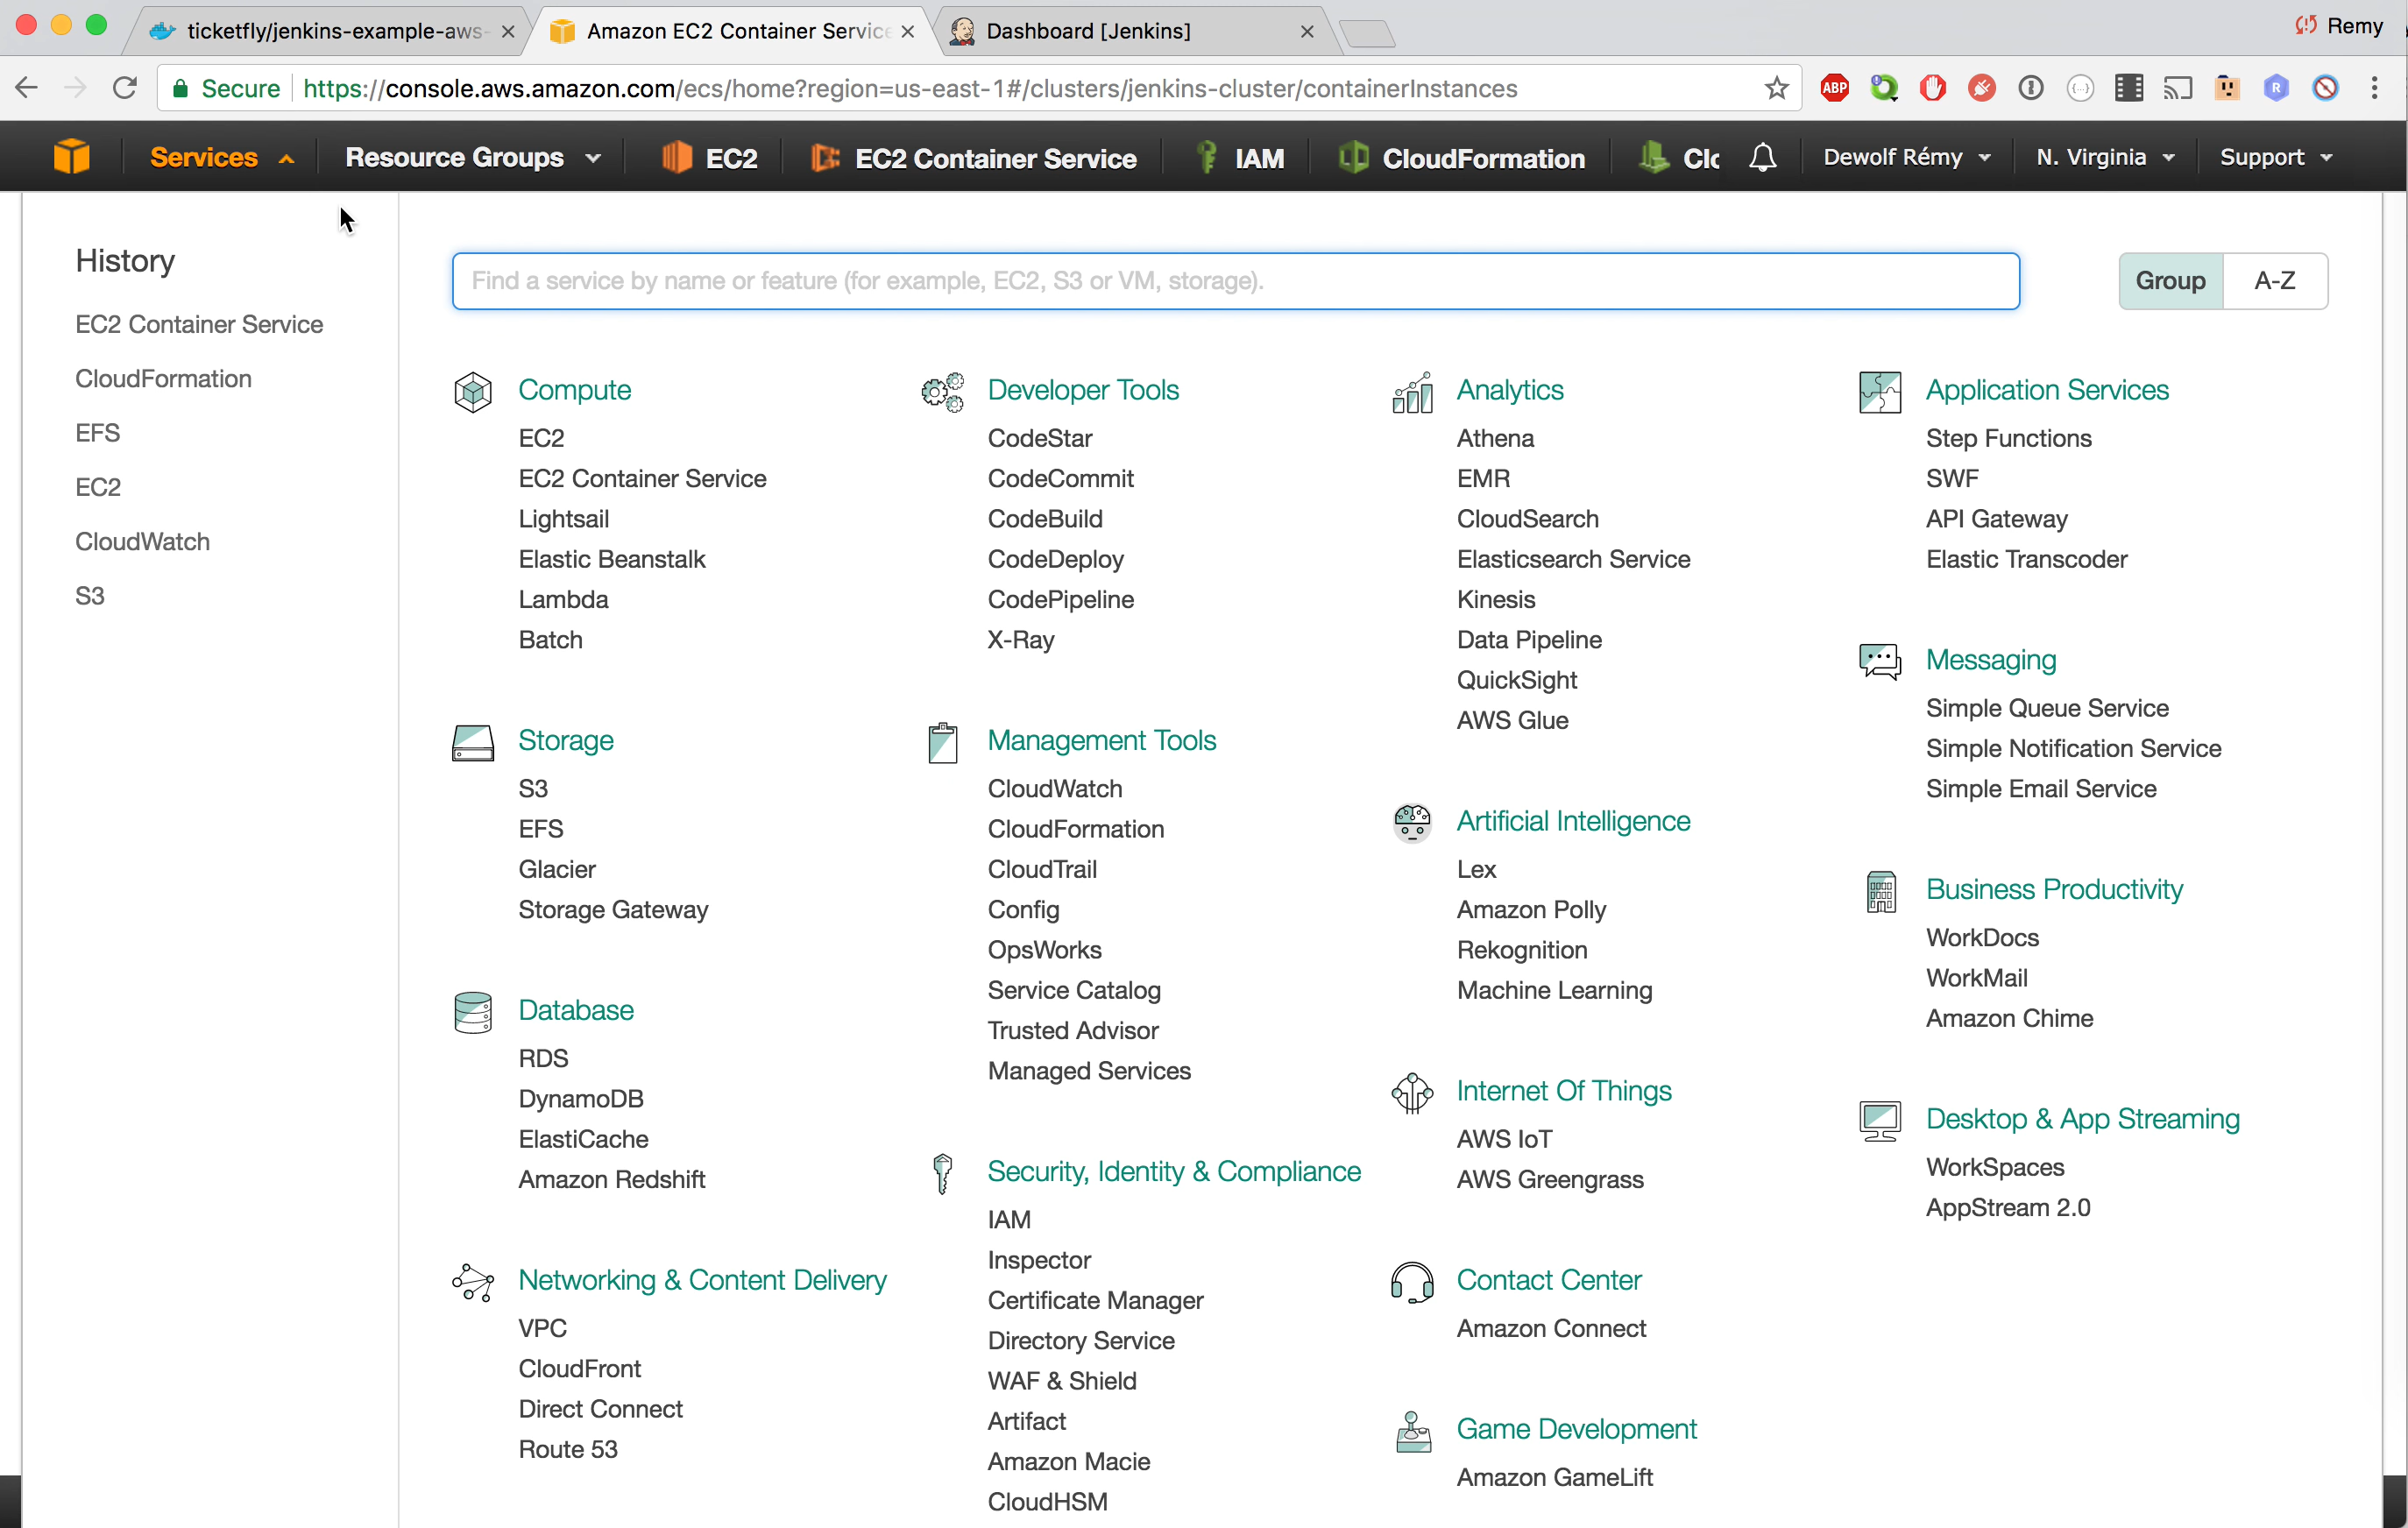 ticketfly/jenkins-example-aws-
Amazon EC2 Container Service
Dashboard [Jenkins]
Remy
Secure
https://console.aws.amazon.com/ecs/home?region=us-east-1#/clusters/jenkins-cluster/containerInstances
ABP
Services
Resource Groups
EC2
EC2 Container Service
IAM
CloudFormation
Clo
Dewolf Rémy
N. Virginia
Support
History
EC2 Container Service
CloudFormation
EFS
EC2
CloudWatch
S3
Find a service by name or feature (for example, EC2, S3 or VM, storage).
Group
A-Z
Compute
EC2
EC2 Container Service
Lightsail
Elastic Beanstalk
Lambda
Batch
Storage
S3
EFS
Glacier
Storage Gateway
Database
RDS
DynamoDB
ElastiCache
Amazon Redshift
Networking & Content Delivery
VPC
CloudFront
Direct Connect
Route 53
Developer Tools
CodeStar
CodeCommit
CodeBuild
CodeDeploy
CodePipeline
X-Ray
Management Tools
CloudWatch
CloudFormation
CloudTrail
Config
OpsWorks
Service Catalog
Trusted Advisor
Managed Services
Security, Identity & Compliance
IAM
Inspector
Certificate Manager
Directory Service
WAF & Shield
Artifact
Amazon Macie
CloudHSM
Analytics
Athena
EMR
CloudSearch
Elasticsearch Service
Kinesis
Data Pipeline
QuickSight
AWS Glue
Artificial Intelligence
Lex
Amazon Polly
Rekognition
Machine Learning
Internet Of Things
AWS IoT
AWS Greengrass
Contact Center
Amazon Connect
Game Development
Amazon GameLift
Application Services
Step Functions
SWF
API Gateway
Elastic Transcoder
Messaging
Simple Queue Service
Simple Notification Service
Simple Email Service
Business Productivity
WorkDocs
WorkMail
Amazon Chime
Desktop & App Streaming
WorkSpaces
AppStream 2.0